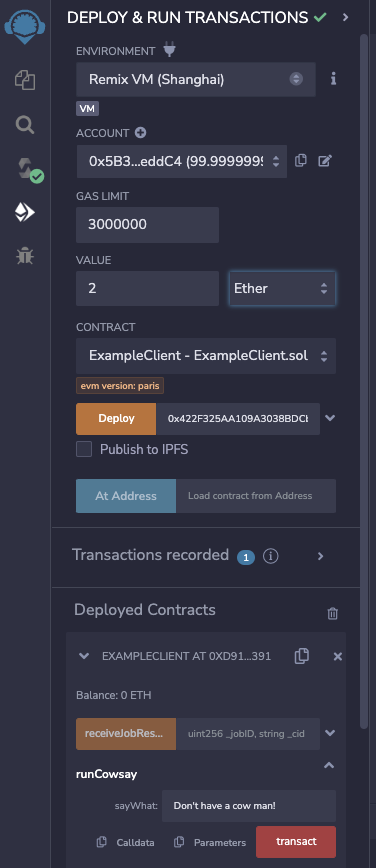 DEPLOY & RUN TRANSACTIONS
ENVIRONMENT
Remix VM (Shanghai)
VM
ACCOUNT
0x5B3...eddC4 (99.9999999
GAS LIMIT
3000000
VALUE
2 Ether
CONTRACT
ExampleClient - ExampleClient.sol
evm version: paris
Deploy 0x422F325AA109A3038BDCb
Publish to IPFS
At Address Load contract from Address
Transactions recorded 1
Deployed Contracts
EXAMPLECLIENT AT 0XD91...391
Balance: 0 ETH
receiveJobRes... uint256 _jobID, string _cid
runCowsay
sayWhat: Don't have a cow man!
Calldata Parameters transact